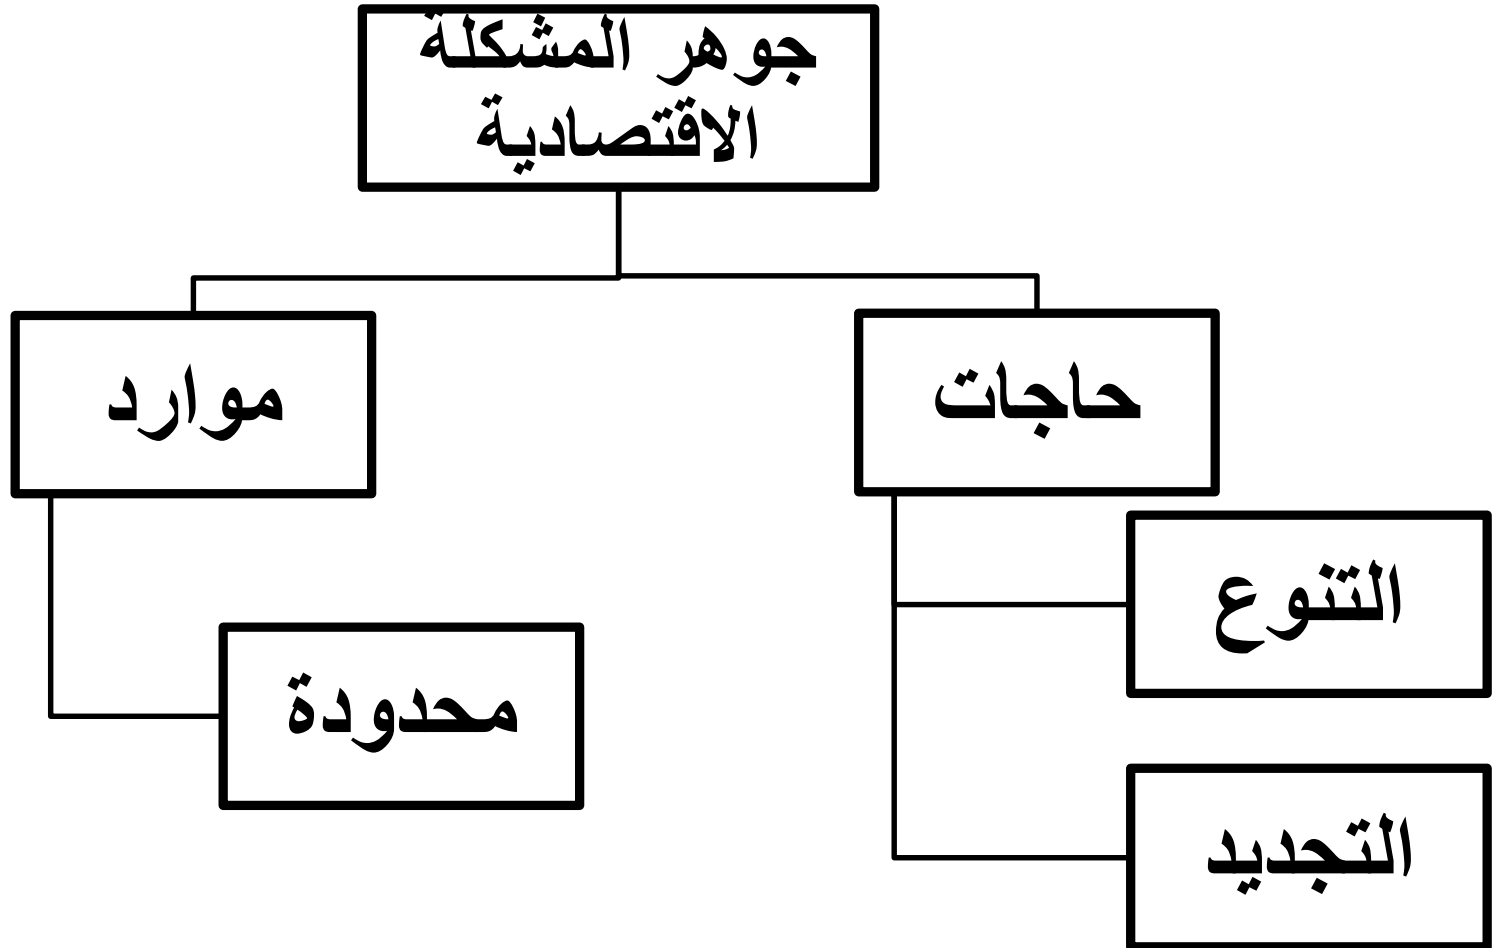 جوهر المشكلة
الاقتصادية
حاجات
موارد
التنوع
محدودة
التجديد